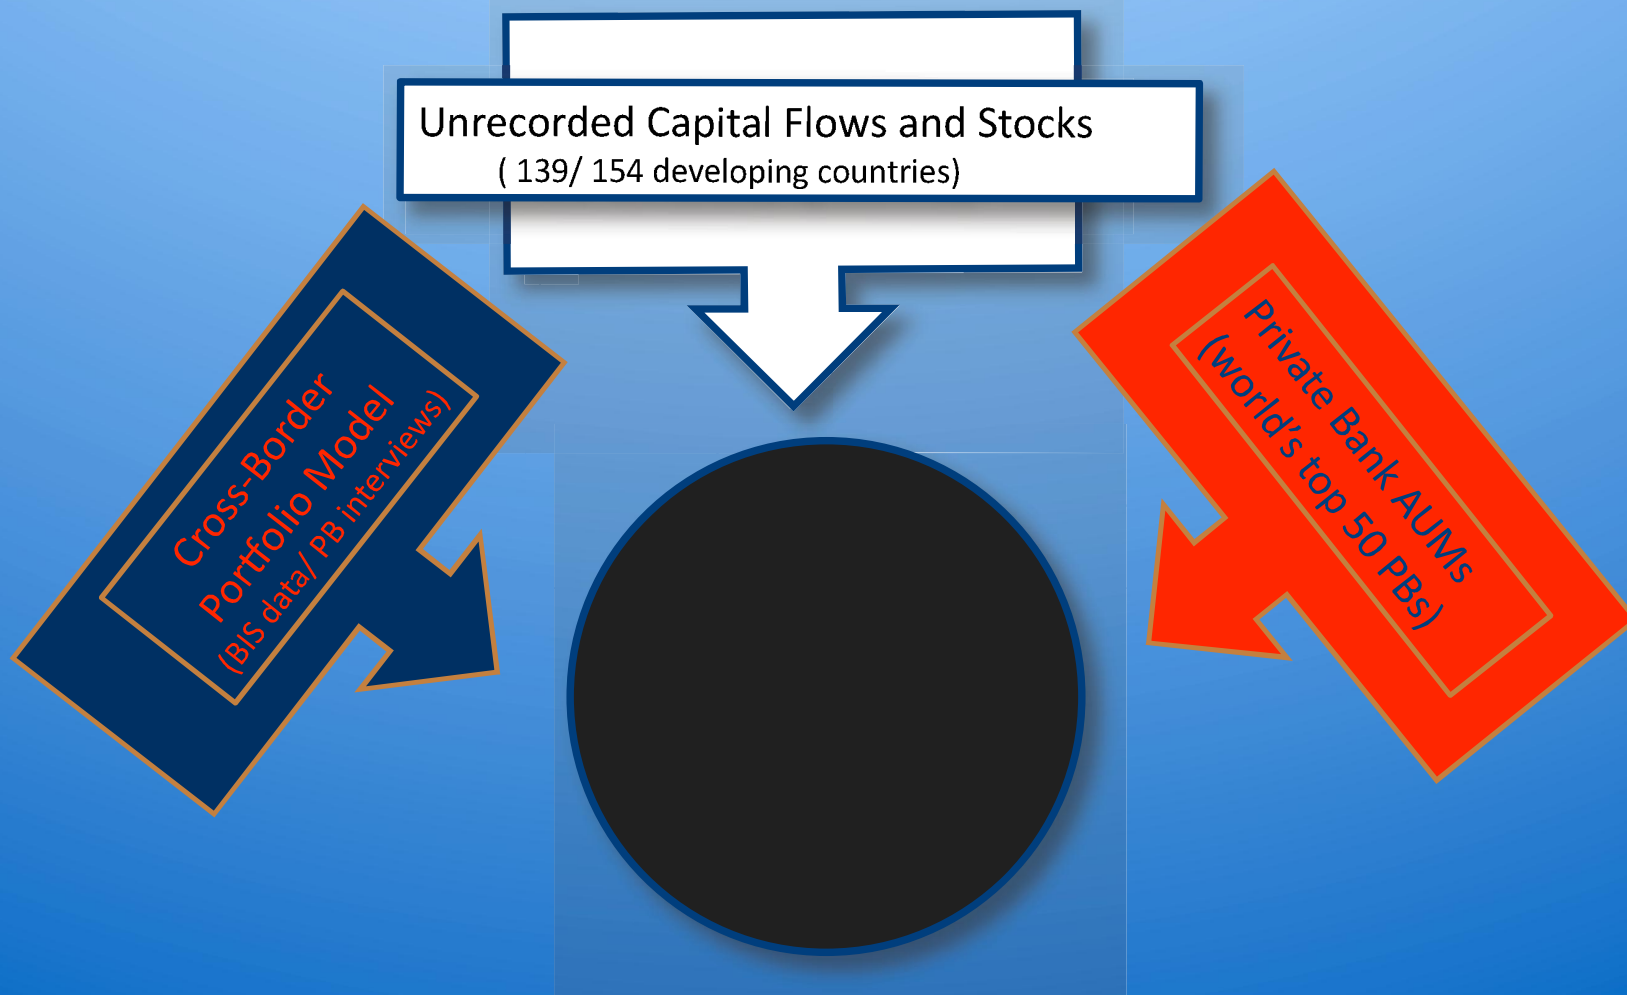 Unrecorded Capital Flows and Stocks
( 139/ 154 developing countries)
Cross-Border
Portfolio Model
(BIS data/ PB interviews)
Private Bank AUMs
(world's top 50 PBs)